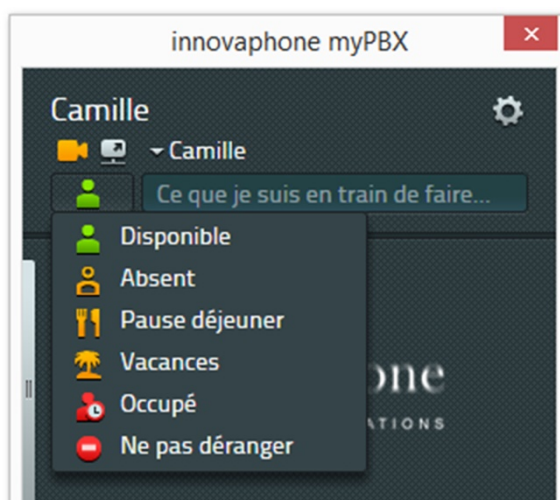 innovaphone myPBX
Camille
Camille
Ce que je suis en train de faire...
Disponible
Absent
Pause déjeuner
Vacances
Occupé
Ne pas déranger